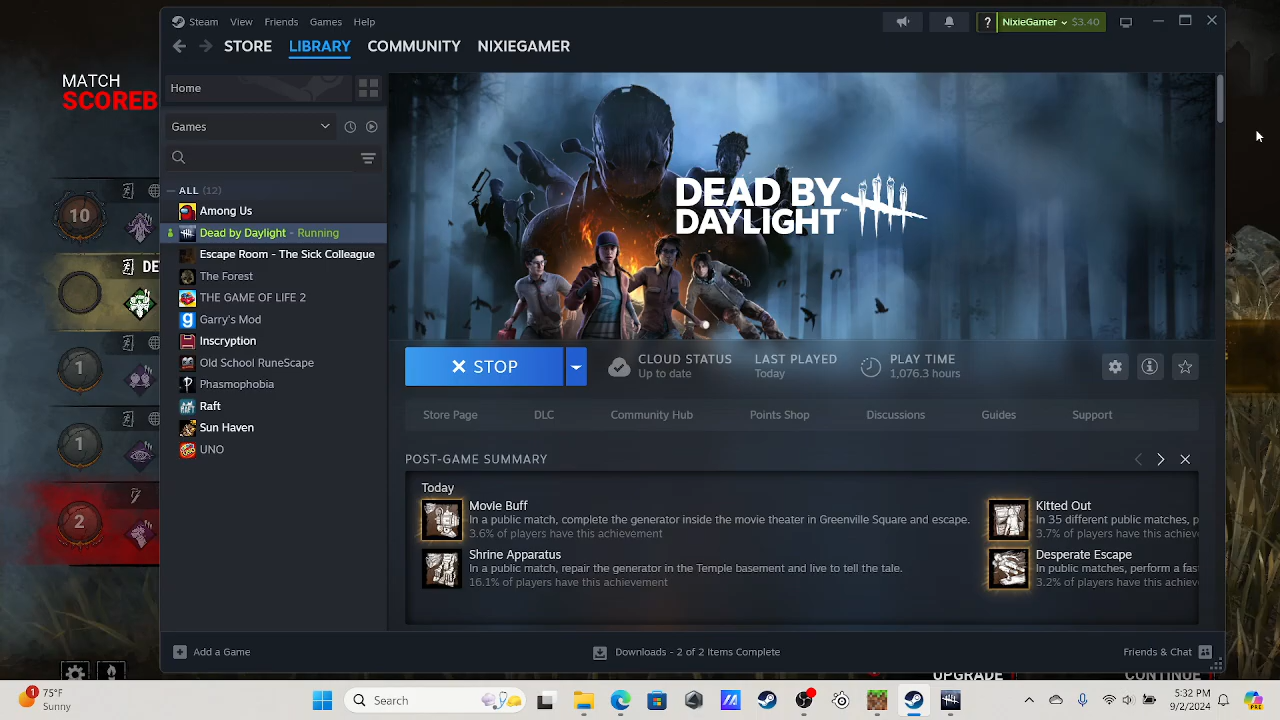 Steam View Friends Games Help
? NixieGamer $3.40
STORE LIBRARY COMMUNITY NIXIEGAMER
MATCH
SCOREB
Home
Games
ALL (12)
Among Us
Dead by Daylight - Running
Escape Room - The Sick Colleague
The Forest
THE GAME OF LIFE 2
Garry's Mod
Inscryption
Old School RuneScape
Phasmophobia
Raft
Sun Haven
UNO
10
DE
1
1
2
DEAD BY
DAYLIGHT
STOP
CLOUD STATUS
Up to date
LAST PLAYED
Today
PLAY TIME
1,076.3 hours
Store Page DLC Community Hub Points Shop Discussions Guides Support
POST-GAME SUMMARY
Today
Movie Buff
In a public match, complete the generator inside the movie theater in Greenville Square and escape.
3.6% of players have this achievement
Shrine Apparatus
In a public match, repair the generator in the Temple basement and live to tell the tale.
16.1% of players have this achievement
Kitted Out
In 35 different public matches, p
3.7% of players have this achiev
Desperate Escape
In public matches, perform a fas
3.2% of players have this achiev
Add a Game
Downloads - 2 of 2 Items Complete
Friends & Chat
UPGRADE CONTINUE
1
75°F
Sunny
Search
5:32 PM
9/2/2024
PRE